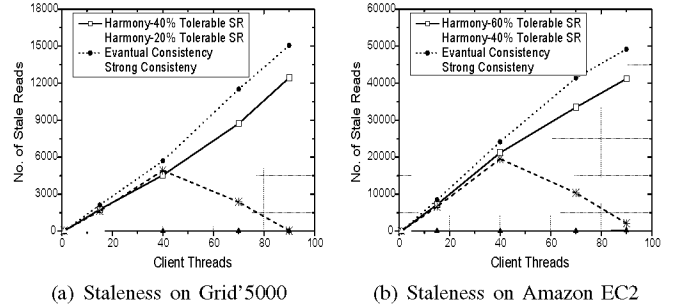 18000
15000
12000
9000
6000
3000
0
0 20 40 60 80 100
No. of Stale Reads
Client Threads
Harmony-40% Tolerable SR
Harmony-20% Tolerable SR
Evantual Consistency
Strong Consisteny
(a) Staleness on Grid'5000
60000
50000
40000
30000
20000
10000
0
0 20 40 60 80 100
No. of Stale Reads
Client Threads
Harmony-60% Tolerable SR
Harmony-40% Tolerable SR
Evantual Consistency
Strong Consisteny
(b) Staleness on Amazon EC2